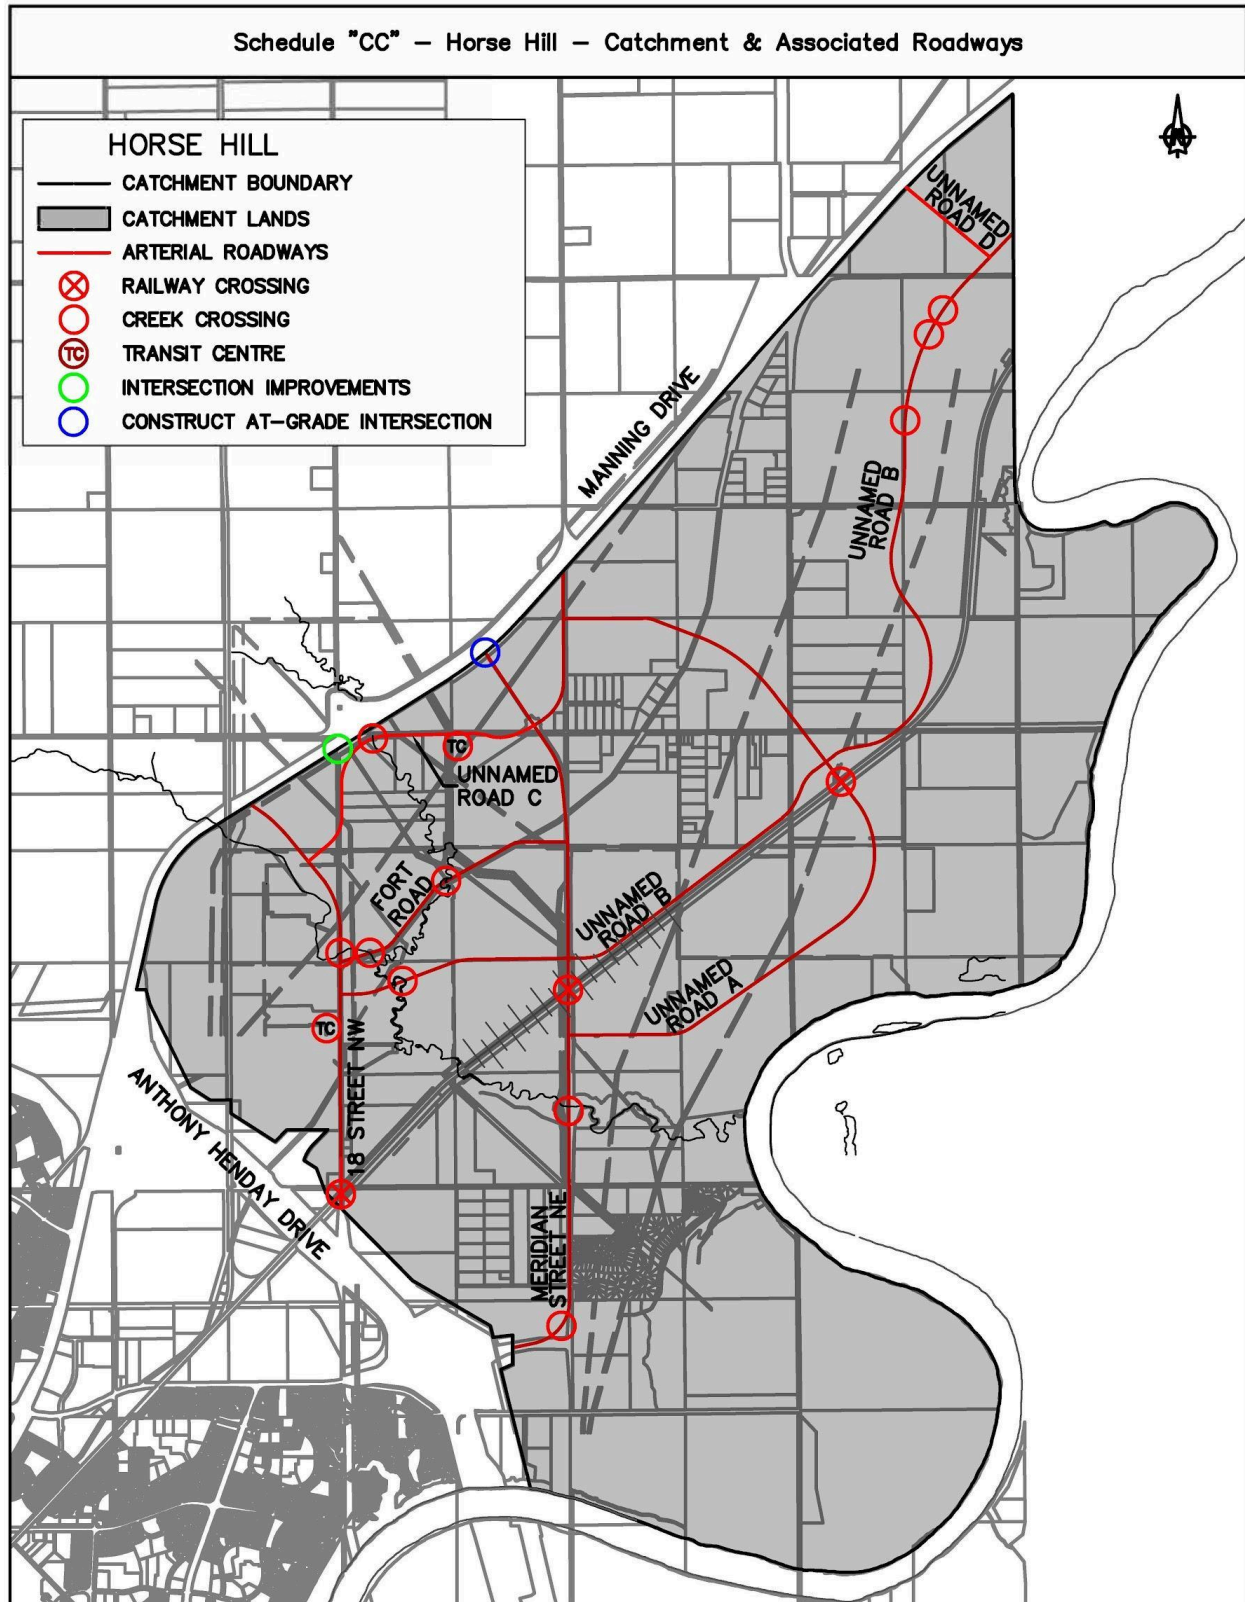 Schedule "CC" – Horse Hill – Catchment & Associated Roadways
HORSE HILL
CATCHMENT BOUNDARY
CATCHMENT LANDS
ARTERIAL ROADWAYS
RAILWAY CROSSING
CREEK CROSSING
TC TRANSIT CENTRE
INTERSECTION IMPROVEMENTS
CONSTRUCT AT–GRADE INTERSECTION
N
UNNAMED
ROAD D
MANNING DRIVE
UNNAMED
ROAD B
TC
UNNAMED
ROAD C
FORT
ROAD
UNNAMED
ROAD B
UNNAMED
ROAD A
TC
18 STREET NW
ANTHONY HENDAY DRIVE
MERIDIAN
STREET NE